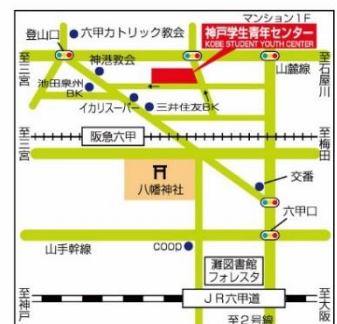 マンション1F
神戸学生青年センター
KOBE STUDENT YOUTH CENTER
六甲カトリック教会
登山口
至三宮
神港教会
山麓線
至石屋川
池田泉州
BK
イカリスーパー
三井住友BK
至三宮
阪急六甲
至梅田
八幡神社
交番
六甲口
山手幹線
coop
灘図書館
フォレスタ
至神戸
JR六甲道
至大阪
至2号線